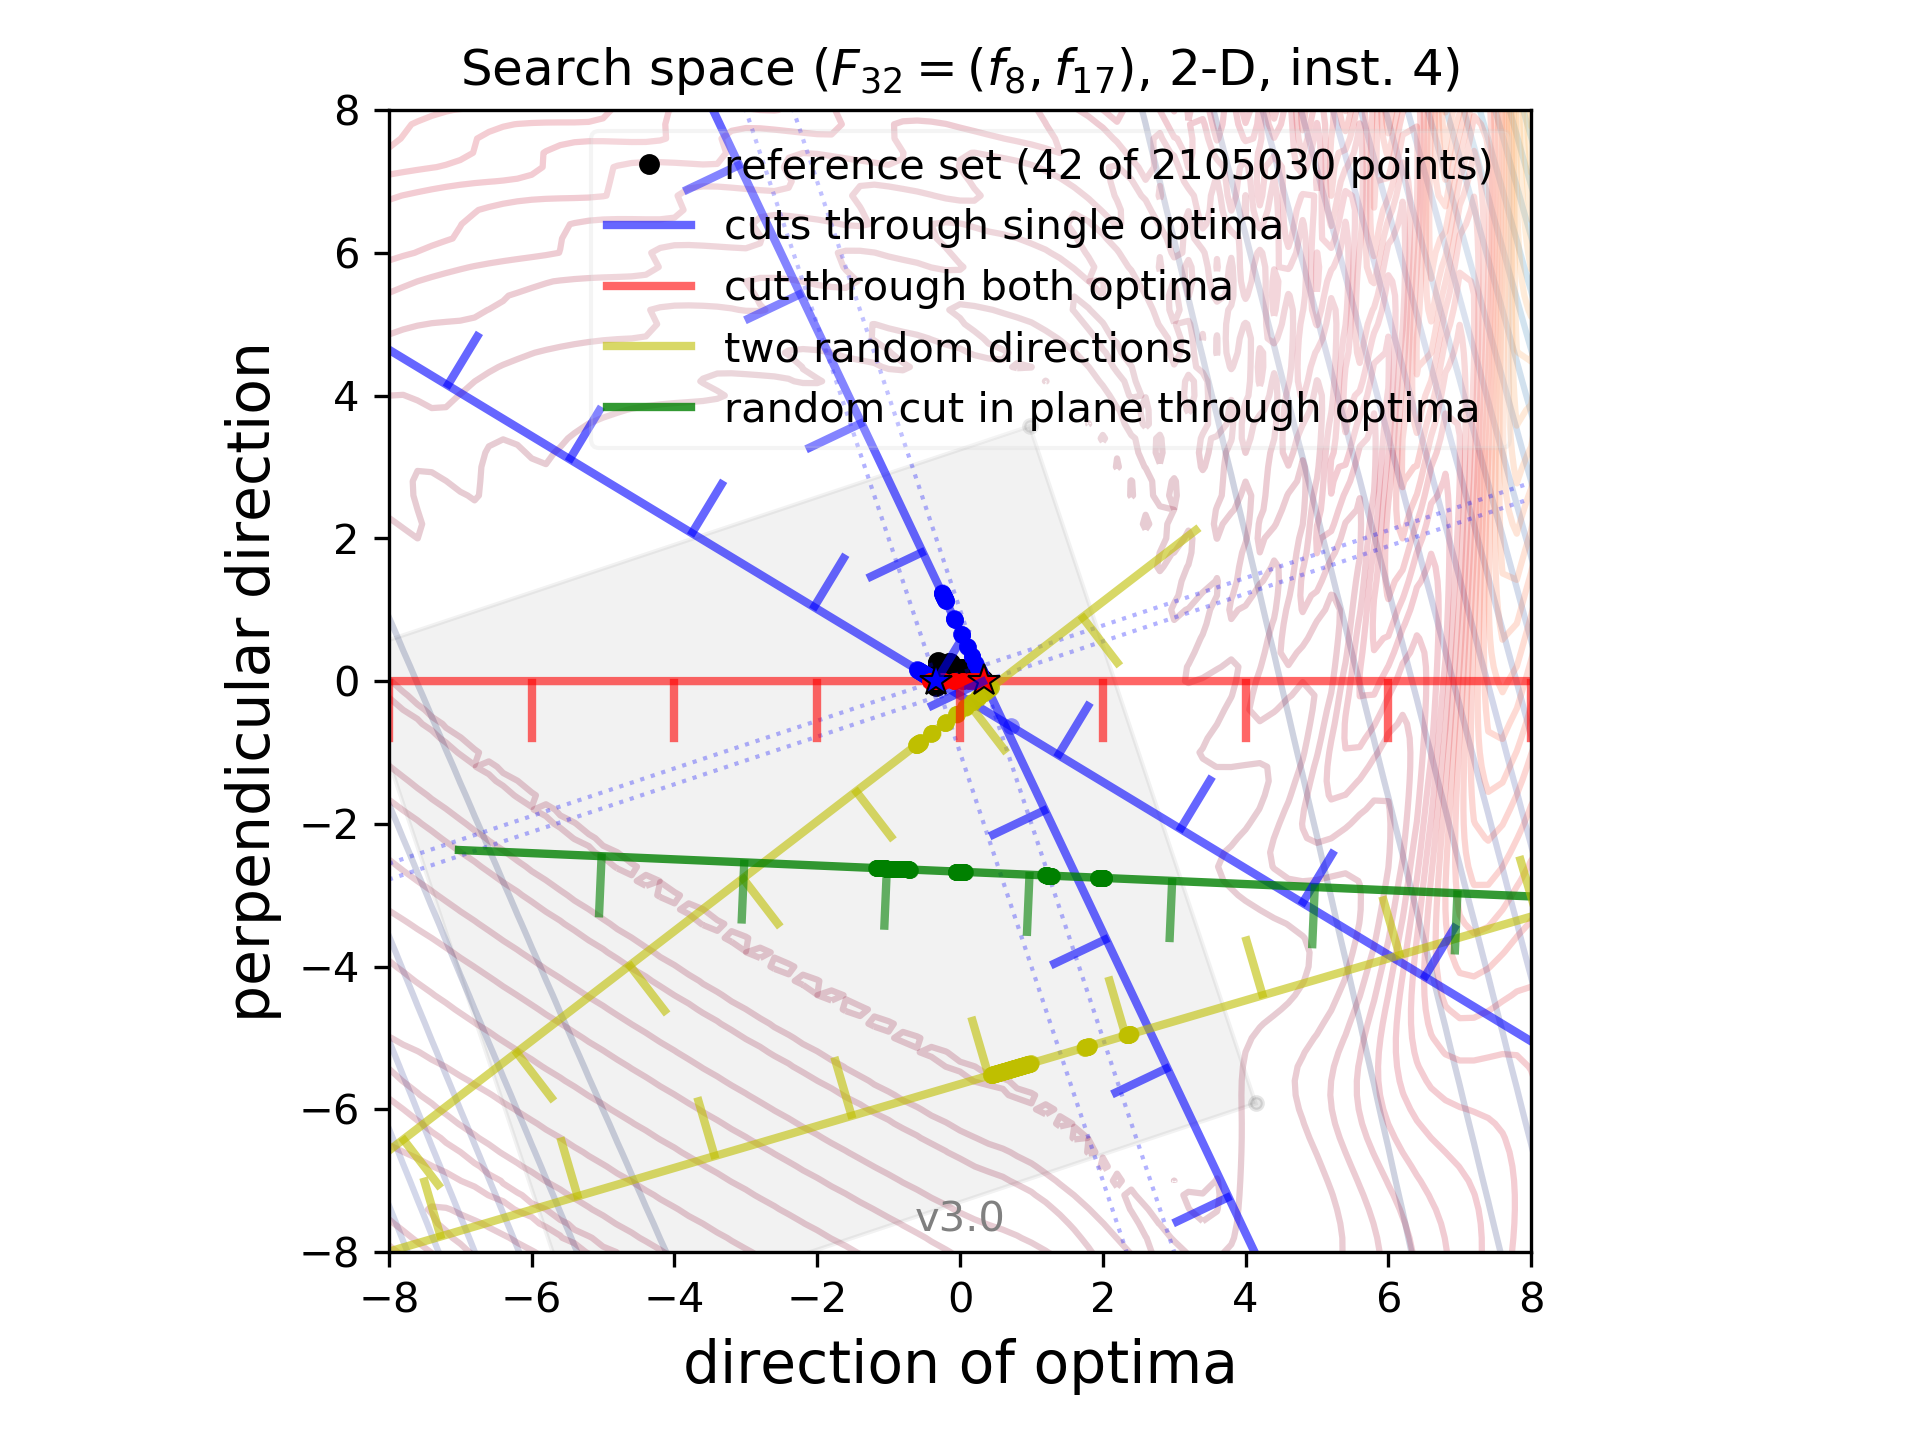 Search space (F32 = (f8, f17), 2-D, inst. 4)
reference set (42 of 2105030 points)
cuts through single optima
cut through both optima
two random directions
random cut in plane through optima
perpendicular direction
8
6
4
2
0
−2
−4
−6
−8
v3.0
−8 −6 −4 −2 0 2 4 6 8
direction of optima